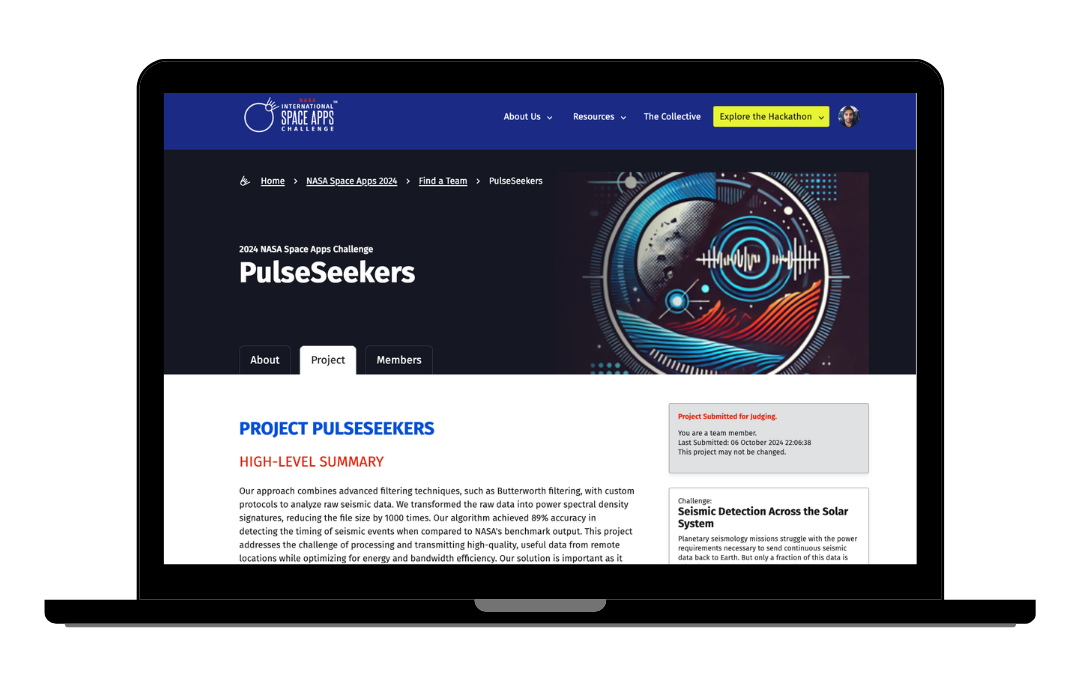 NASA
INTERNATIONAL
SPACE APPS
CHALLENGE
About Us
Resources
The Collective
Explore the Hackathon
Home > NASA Space Apps 2024 > Find a Team > PulseSeekers
2024 NASA Space Apps Challenge
PulseSeekers
About
Project
Members
PROJECT PULSESEEKERS
HIGH-LEVEL SUMMARY
Our approach combines advanced filtering techniques, such as Butterworth filtering, with custom
protocols to analyze raw seismic data. We transformed the raw data into power spectral density
signatures, reducing the file size by 1000 times. Our algorithm achieved 89% accuracy in
detecting the timing of seismic events when compared to NASA's benchmark output. This project
addresses the challenge of processing and transmitting high-quality, useful data from remote
locations while optimizing for energy and bandwidth efficiency. Our solution is important as it
Project Submitted for Judging.
You are a team member.
Last Submitted: 06 October 2024 22:06:38
This project may not be changed.
Challenge:
Seismic Detection Across the Solar
System
Planetary seismology missions struggle with the power
requirements necessary to send continuous seismic
data back to Earth. But only a fraction of this data is